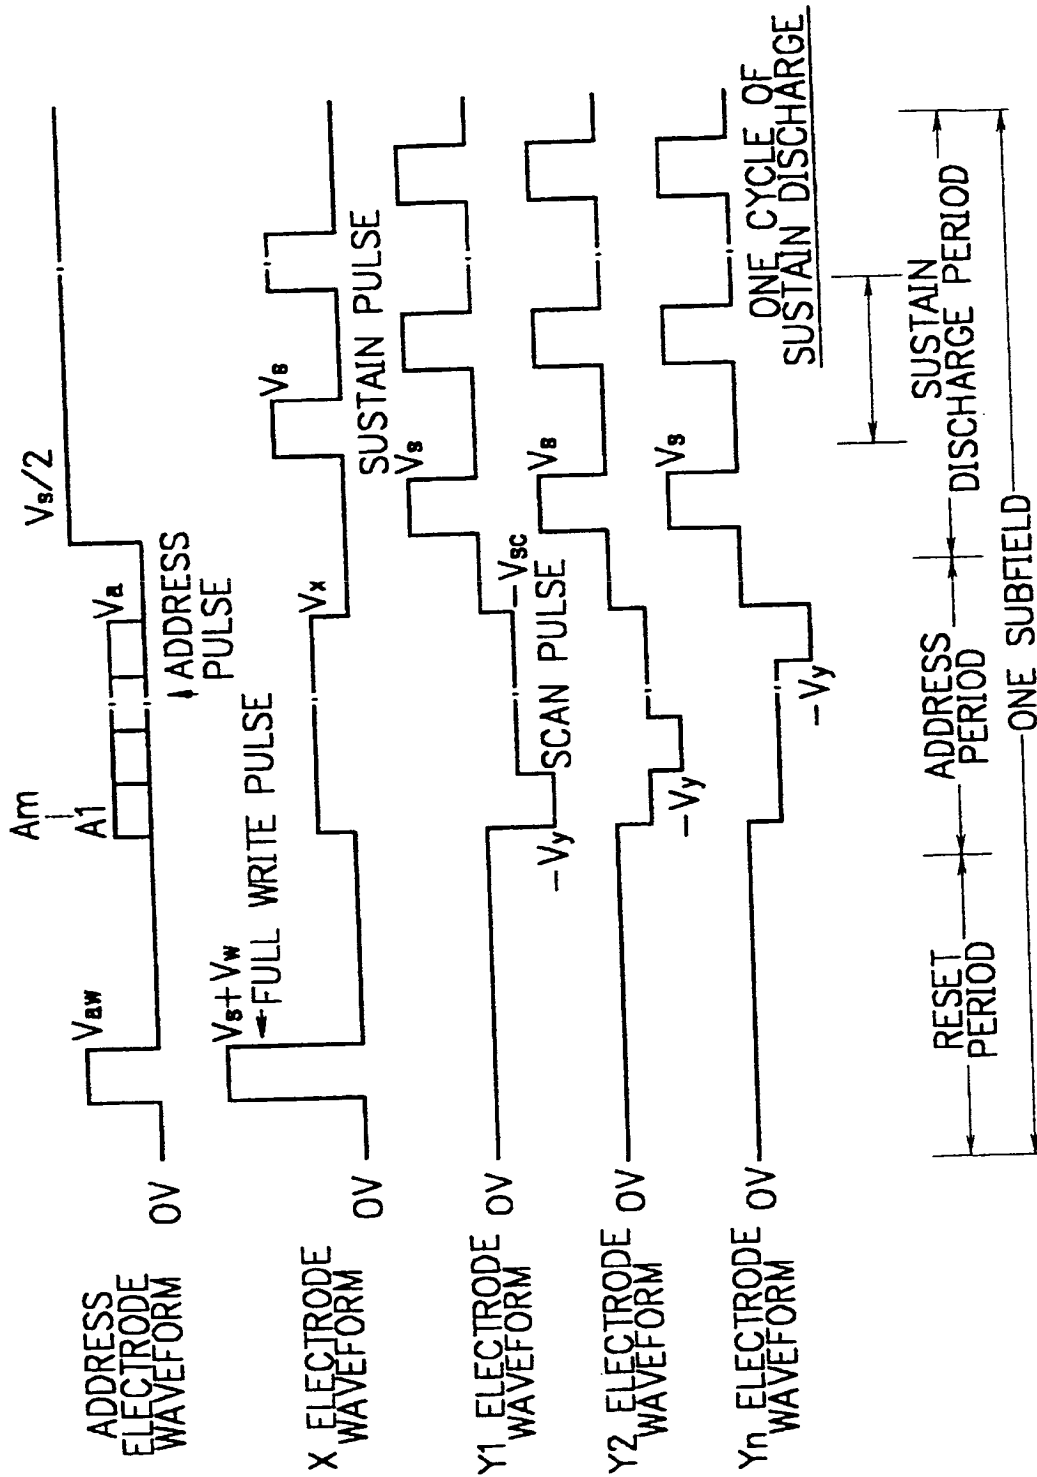 ADDRESS
ELECTRODE
WAVEFORM
0V
Vaw
Am
A1
Va
ADDRESS
PULSE
Vs/2
X ELECTRODE
WAVEFORM
0V
Vs+Vw
FULL WRITE PULSE
Vx
Vs
SUSTAIN PULSE
Y1 ELECTRODE
WAVEFORM
0V
-Vy
SCAN PULSE
-Vsc
Vs
Y2 ELECTRODE
WAVEFORM
0V
-Vy
Vs
Yn ELECTRODE
WAVEFORM
0V
-Vy
Vs
ONE CYCLE OF
SUSTAIN DISCHARGE
RESET
PERIOD
ADDRESS
PERIOD
SUSTAIN
DISCHARGE PERIOD
ONE SUBFIELD